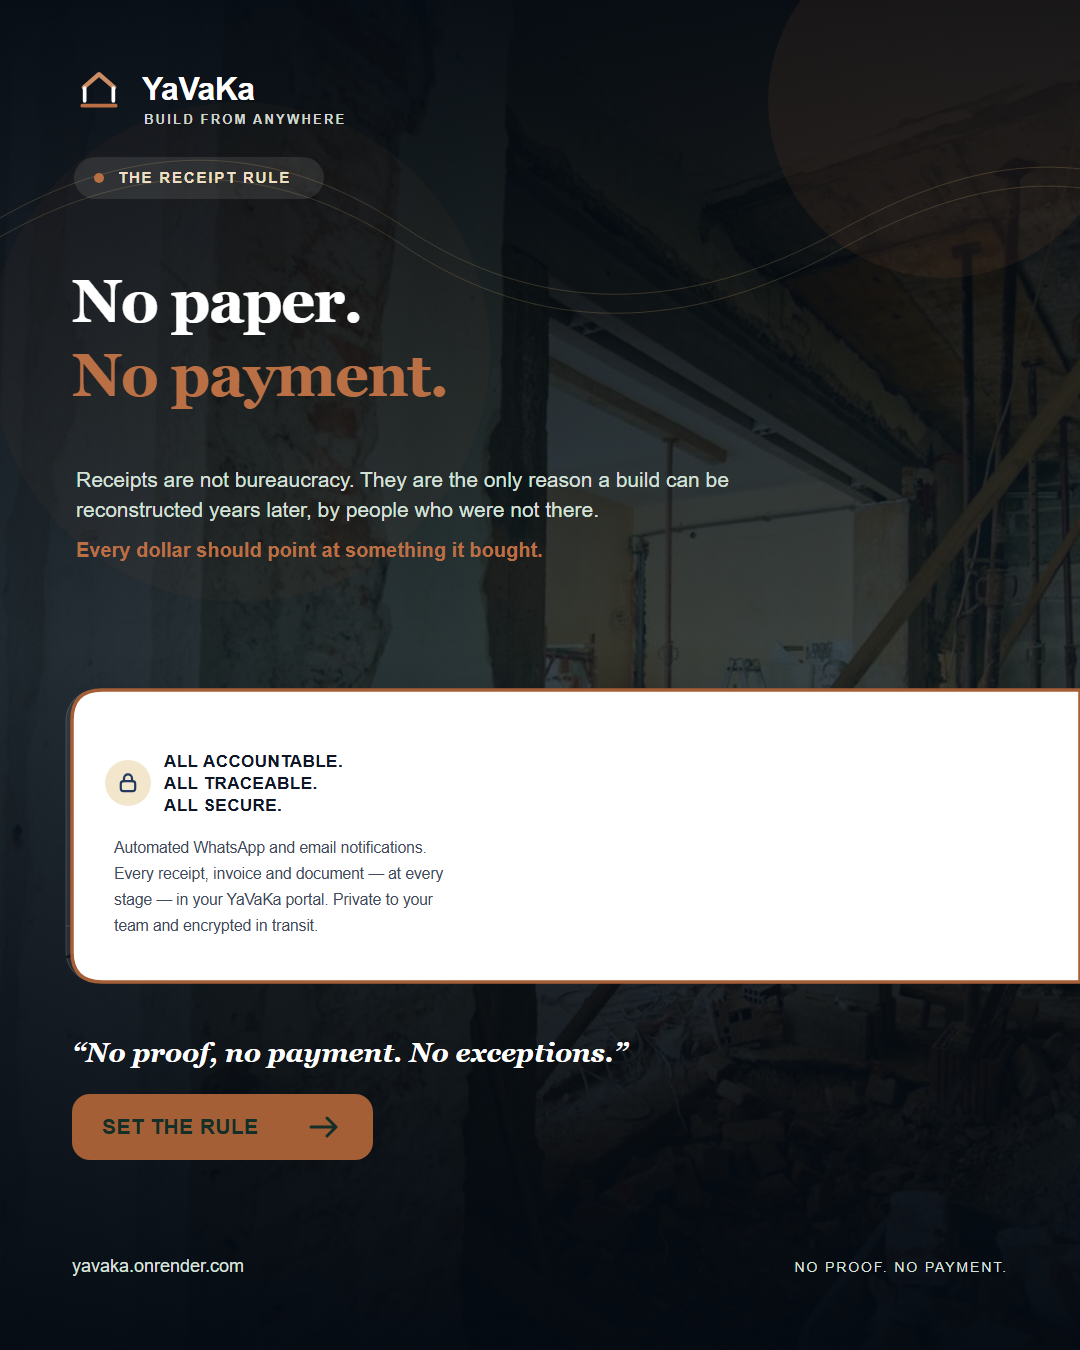 YaVaKa
BUILD FROM ANYWHERE
THE RECEIPT RULE
No paper.
No payment.
Receipts are not bureaucracy. They are the only reason a build can be
reconstructed years later, by people who were not there.
Every dollar should point at something it bought.
ALL ACCOUNTABLE.
ALL TRACEABLE.
ALL SECURE.
Automated WhatsApp and email notifications.
Every receipt, invoice and document — at every
stage — in your YaVaKa portal. Private to your
team and encrypted in transit.
“No proof, no payment. No exceptions.”
SET THE RULE
yavaka.onrender.com
NO PROOF. NO PAYMENT.